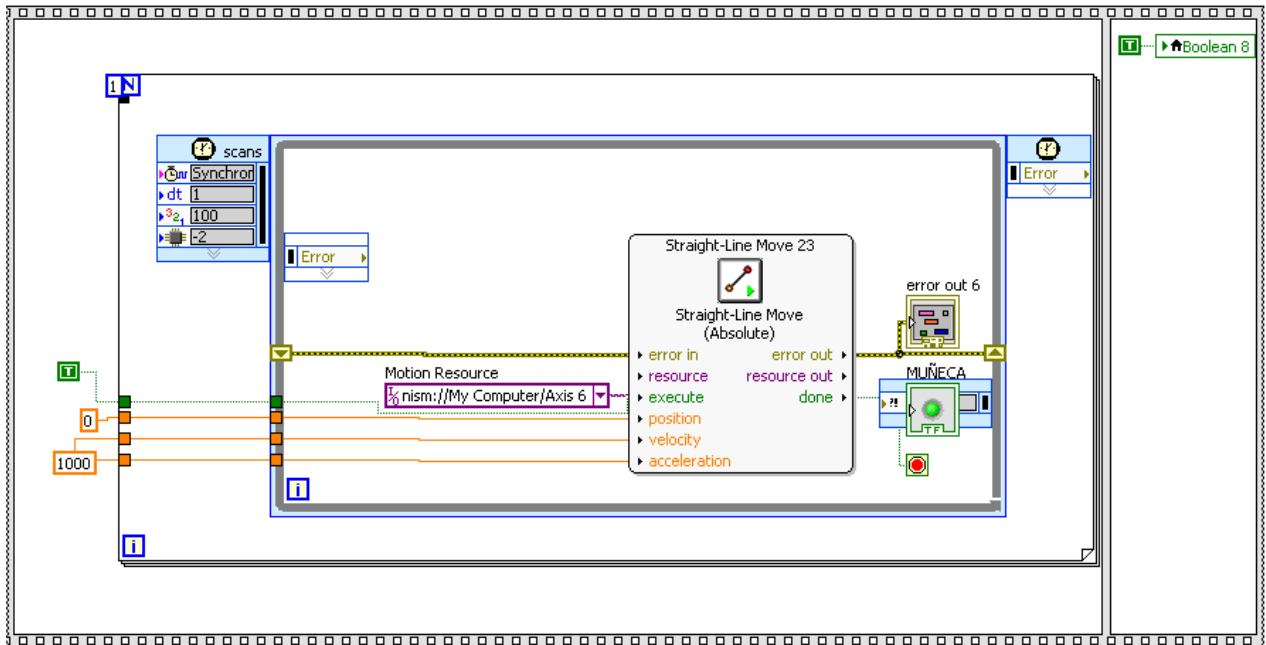 T
Boolean 8
1 N
scans
Synchror
Error
dt 1
100
-2
Error
Straight-Line Move 23
Straight-Line Move
(Absolute)
error in
error out
resource
resource out
execute
done
position
velocity
acceleration
error out 6
MUÑECA
?!
TF
Motion Resource
I/O nism://My Computer/Axis 6
T
0
1000
i
i